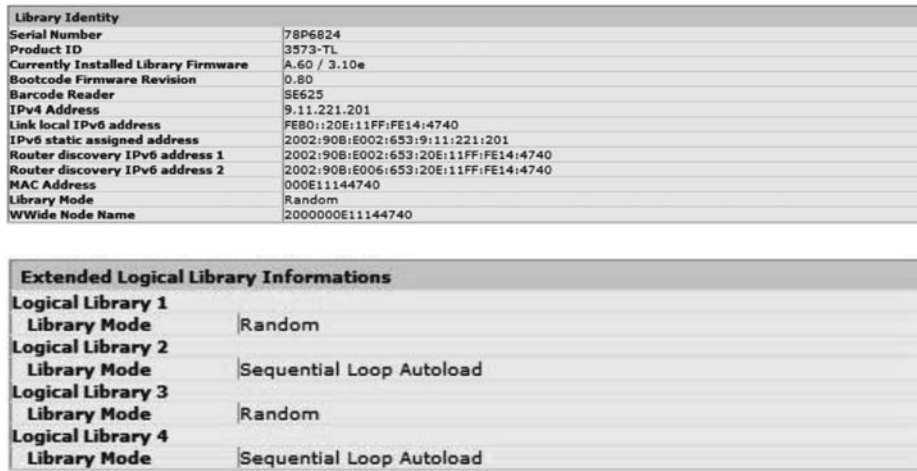 Library Identity
Serial Number 78P6824
Product ID 3573-TL
Currently Installed Library Firmware A.60 / 3.10e
Bootcode Firmware Revision 0.80
Barcode Reader SE625
IPv4 Address 9.11.221.201
Link local IPv6 address FE80::20E:11FF:FE14:4740
IPv6 static assigned address 2002:90B:E002:653:9:11:221:201
Router discovery IPv6 address 1 2002:90B:E002:653:20E:11FF:FE14:4740
Router discovery IPv6 address 2 2002:90B:E006:653:20E:11FF:FE14:4740
MAC Address 000E11144740
Library Mode Random
WWide Node Name 2000000E11144740
Extended Logical Library Informations
Logical Library 1
Library Mode Random
Logical Library 2
Library Mode Sequential Loop Autoload
Logical Library 3
Library Mode Random
Logical Library 4
Library Mode Sequential Loop Autoload